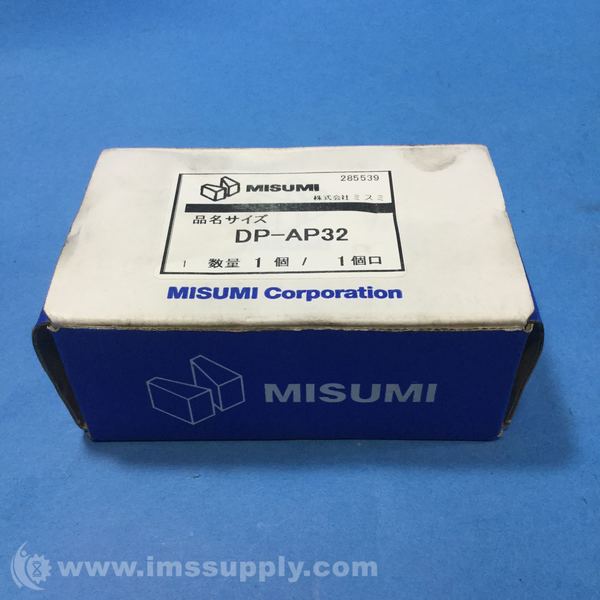 MISUMI 285539
株式会社ミスミ
品名サイズ
DP-AP32
1 数量 1個 / 1個口
MISUMI Corporation
MISUMI
www.imssupply.com